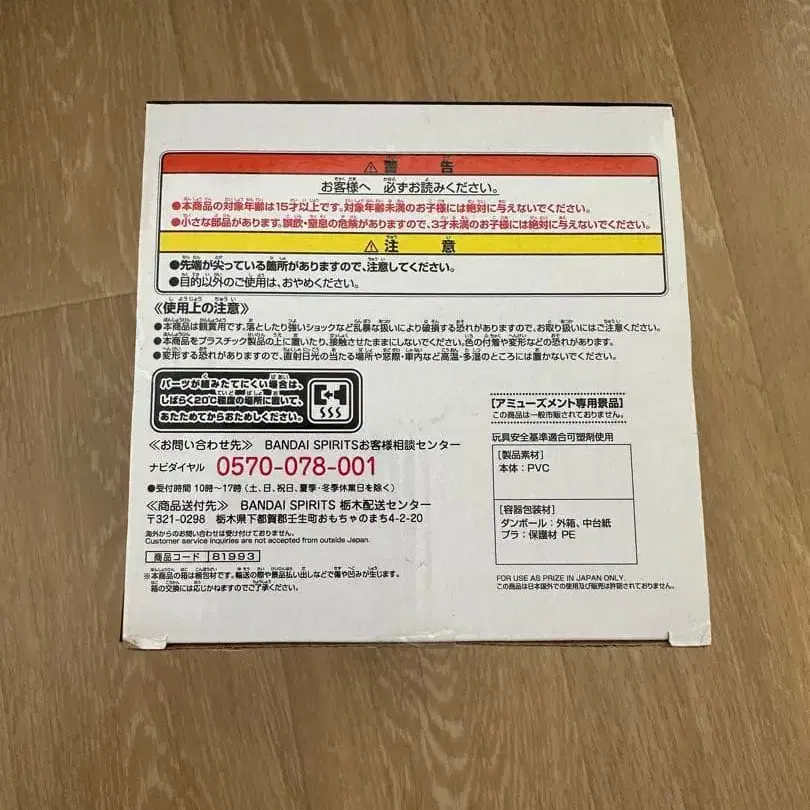 ⚠警　告
お客様へ 必ずお読みください。
●本商品の対象年齢は15才以上です。対象年齢未満のお子様には絶対に与えないでください。
●小さな部品があります。誤飲・窒息の危険がありますので、3才未満のお子様には絶対に与えないでください。
⚠注　意
●先端が尖っている箇所がありますので、注意してください。
●目的以外のご使用は、おやめください。
≪使用上の注意≫
●本商品は観賞用です。落としたり強いショックなど乱暴な扱いにより破損する恐れがありますので、お取り扱いにはご注意ください。
●本商品をプラスチック製品の上に置いたり、接触させたままにしないでください。色の付着や変形などの恐れがあります。
●変形する恐れがありますので、直射日光の当たる場所や窓際・車内など高温・多湿のところには置かないでください。
パーツが組みたてにくい場合は、
しばらく20℃程度の場所に置いて、
あたためてからおためしください。
≪お問い合わせ先≫ BANDAI SPIRITSお客様相談センター
ナビダイヤル 0570-078-001
●受付時間 10時～17時(土、日、祝日、夏季・冬季休業日を除く)
≪商品送付先≫ BANDAI SPIRITS 栃木配送センター
〒321-0298 栃木県下都賀郡壬生町おもちゃのまち4-2-20
海外からのお問い合わせは受け付けておりません。
Customer service inquiries are not accepted from outside Japan.
商品コード 81993
※本商品の箱は梱包材です。輸送の際や景品払い出しなどで傷や凹みが生じます。
箱の交換には応じかねますのでご了承ください。
[アミューズメント専用景品]
この商品は一般市販されておりません。
玩具安全基準適合可塑剤使用
[製品素材]
本体：PVC
[容器包装材]
ダンボール：外箱、中台紙
プラ：保護材 PE
FOR USE AS PRIZE IN JAPAN ONLY.
この商品は日本国外での使用及び販売は許諾されておりません。